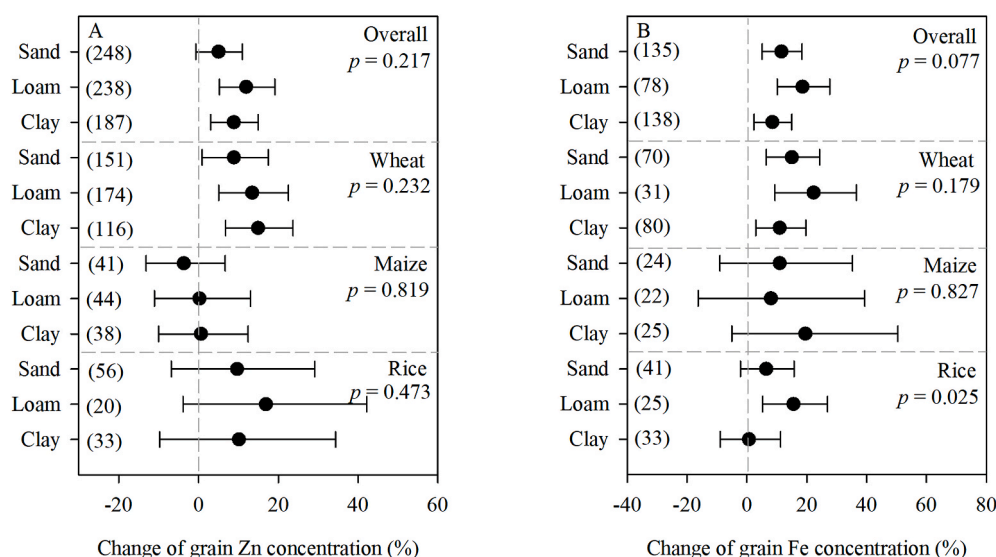 A
Overall
p = 0.217
Sand (248)
Loam (238)
Clay (187)
Wheat
p = 0.232
Sand (151)
Loam (174)
Clay (116)
Maize
p = 0.819
Sand (41)
Loam (44)
Clay (38)
Rice
p = 0.473
Sand (56)
Loam (20)
Clay (33)
-20 0 20 40 60
Change of grain Zn concentration (%)
B
Overall
p = 0.077
Sand (135)
Loam (78)
Clay (138)
Wheat
p = 0.179
Sand (70)
Loam (31)
Clay (80)
Maize
p = 0.827
Sand (24)
Loam (22)
Clay (25)
Rice
p = 0.025
Sand (41)
Loam (25)
Clay (33)
-40 -20 0 20 40 60 80
Change of grain Fe concentration (%)